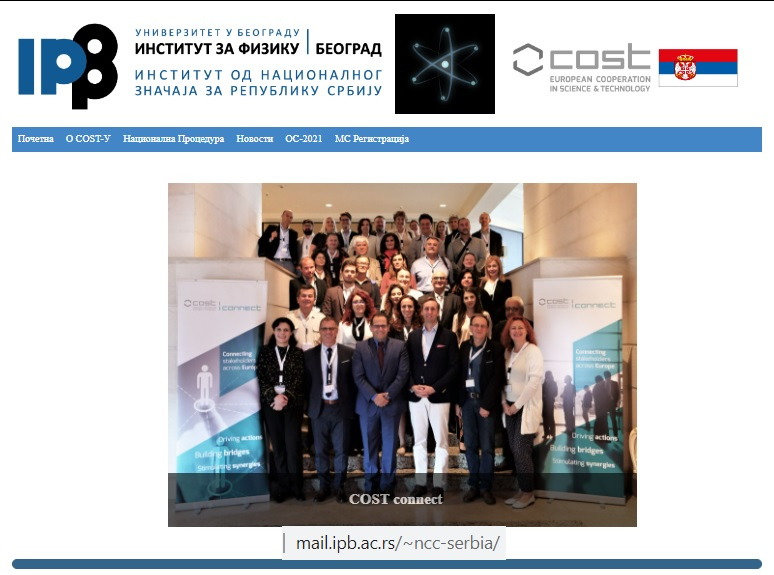 УНИВЕРЗИТЕТ У БЕОГРАДУ
ИНСТИТУТ ЗА ФИЗИКУ | БЕОГРАД
ИНСТИТУТ ОД НАЦИОНАЛНОГ
ЗНАЧАЈА ЗА РЕПУБЛИКУ СРБИЈУ
cost
EUROPEAN COOPERATION
IN SCIENCE & TECHNOLOGY
Почетна О COST-У Национална Процедура Новости ОС-2021 МС Регистрација
cost | connect
Connecting
stakeholders
across Europe
Driving actions
Building bridges
Stimulating synergies
cost | connect
Connecting
stakeholders
across Europe
Driving actions
Building bridges
Stimulating synergies
COST connect
| mail.ipb.ac.rs/~ncc-serbia/